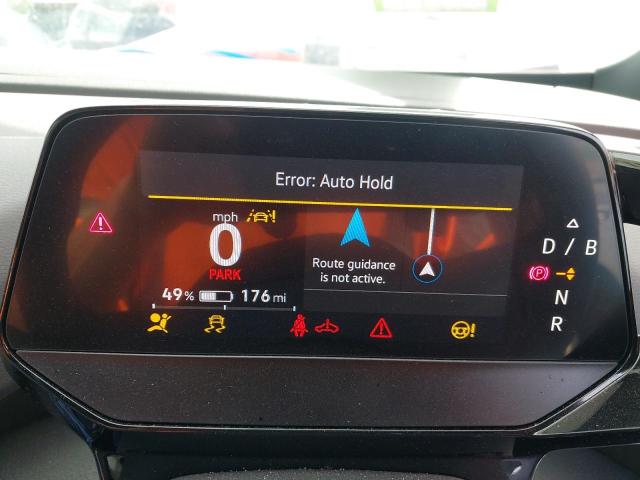 Error: Auto Hold
mph
0
PARK
Route guidance
is not active.
49% 176 mi
D / B
P
N
R